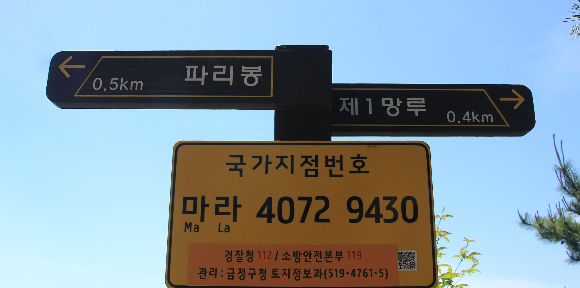 ← 0.5km 파리봉
제1망루 0.4km →
국가지점번호
마라 4072 9430
Ma La
경찰청 112 / 소방안전본부 119
관리 : 금정구청 토지정보과(519-4761~5)